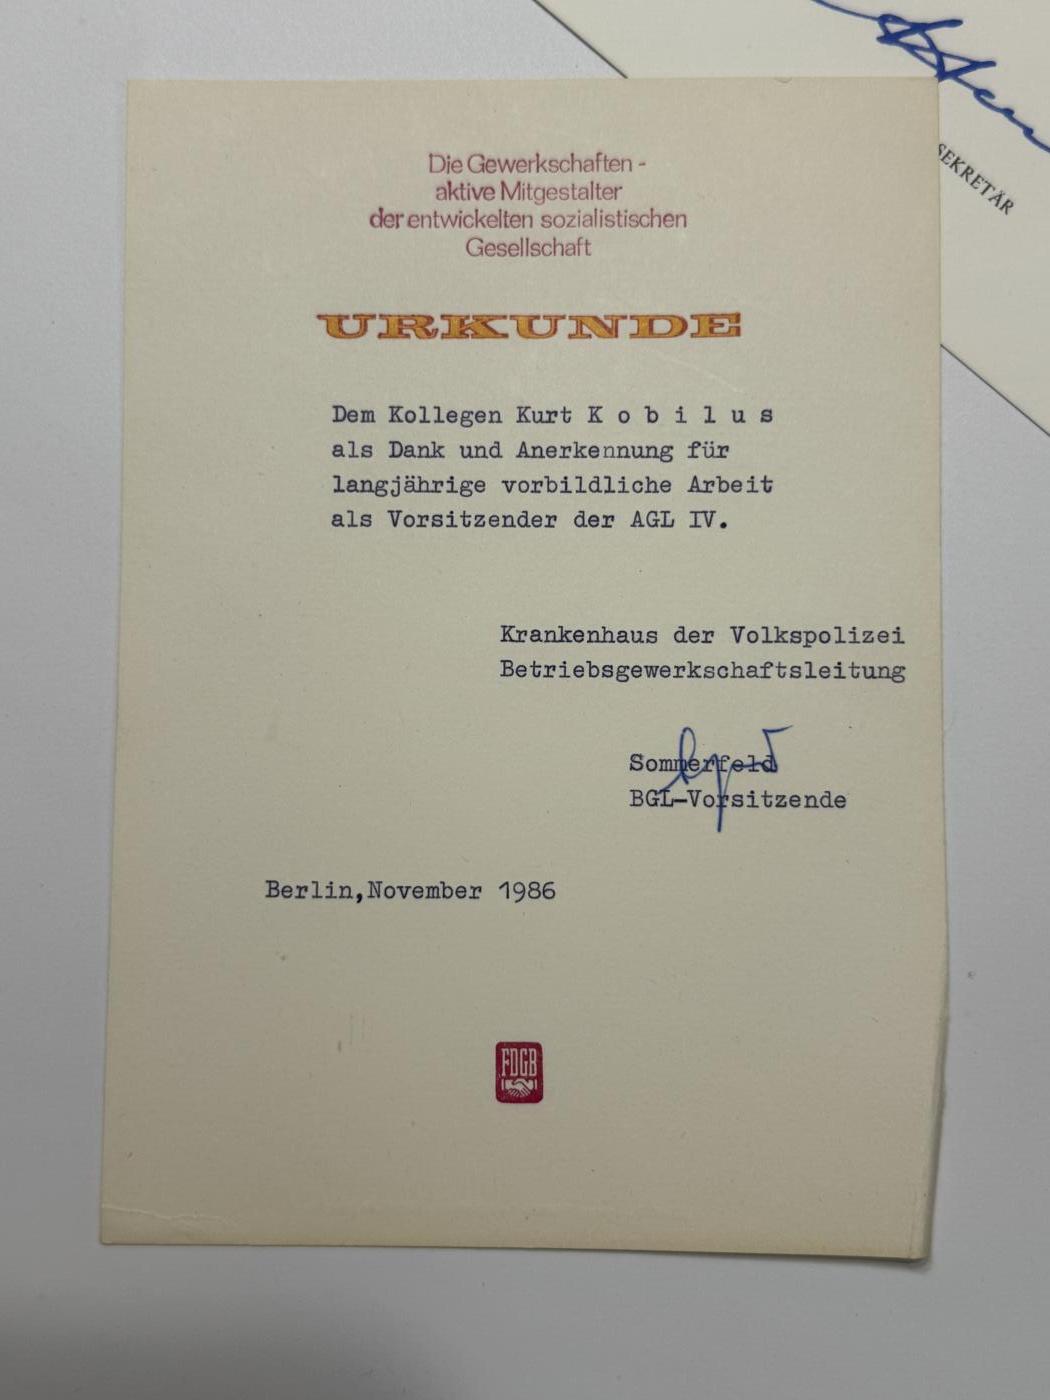 Die Gewerkschaften -
aktive Mitgestalter
der entwickelten sozialistischen
Gesellschaft
URKUNDE
Dem Kollegen Kurt K o b i l u s
als Dank und Anerkennung für
langjährige vorbildliche Arbeit
als Vorsitzender der AGL IV.
Krankenhaus der Volkspolizei
Betriebsgewerkschaftsleitung
Sommerfeld
BGL-Vorsitzende
Berlin,November 1986
FDGB
SEKRETÄR